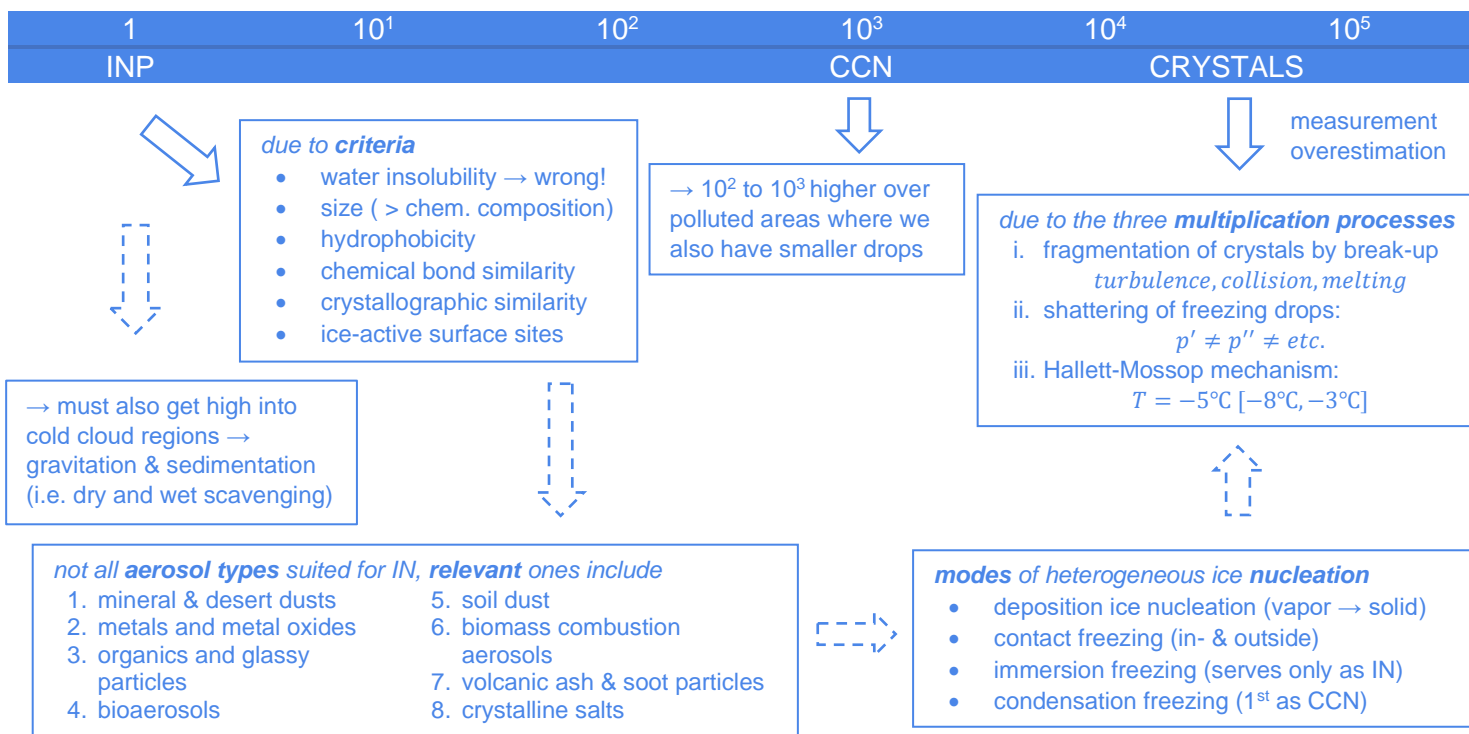 1 10¹ 10² 10³ 10⁴ 10⁵
INP CCN CRYSTALS
due to criteria
• water insolubility → wrong!
• size ( > chem. composition)
• hydrophobicity
• chemical bond similarity
• crystallographic similarity
• ice-active surface sites
→ 10² to 10³ higher over
polluted areas where we
also have smaller drops
measurement
overestimation
due to the three multiplication processes
i. fragmentation of crystals by break-up
turbulence, collision, melting
ii. shattering of freezing drops:
p′ ≠ p′′ ≠ etc.
iii. Hallett-Mossop mechanism:
T = −5°C [−8°C, −3°C]
→ must also get high into
cold cloud regions →
gravitation & sedimentation
(i.e. dry and wet scavenging)
not all aerosol types suited for IN, relevant ones include
1. mineral & desert dusts
2. metals and metal oxides
3. organics and glassy
particles
4. bioaerosols
5. soil dust
6. biomass combustion
aerosols
7. volcanic ash & soot particles
8. crystalline salts
modes of heterogeneous ice nucleation
• deposition ice nucleation (vapor → solid)
• contact freezing (in- & outside)
• immersion freezing (serves only as IN)
• condensation freezing (1st as CCN)